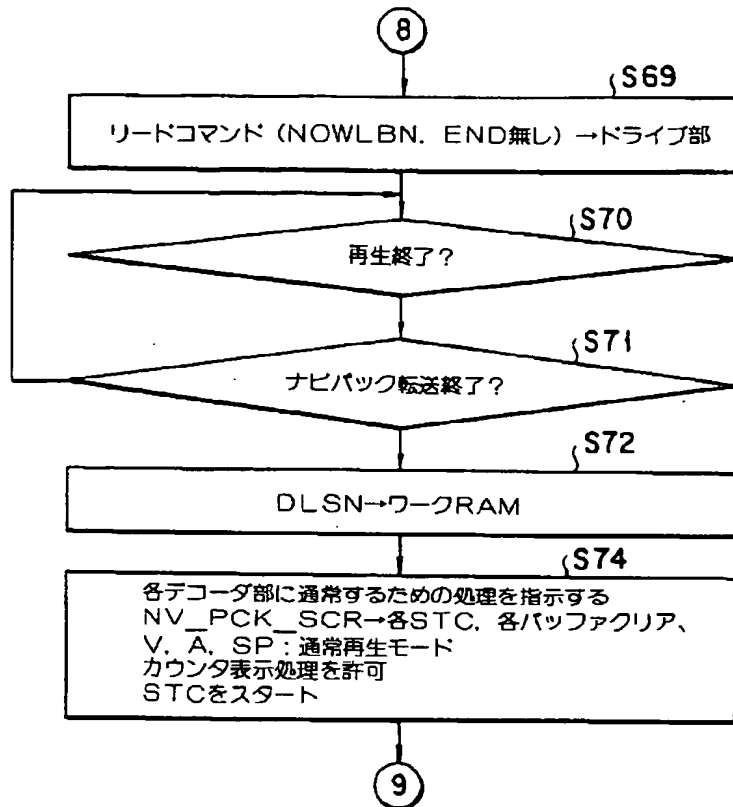 8
S69
リードコマンド（NOWLBN．END無し）→ドライブ部
S70
再生終了？
S71
ナビパック転送終了？
S72
DLSN→ワークRAM
S74
各デコーダ部に通常するための処理を指示する
NV_PCK_SCR→各STC．各バッファクリア、
V，A，SP：通常再生モード
カウンタ表示処理を許可
STCをスタート
9